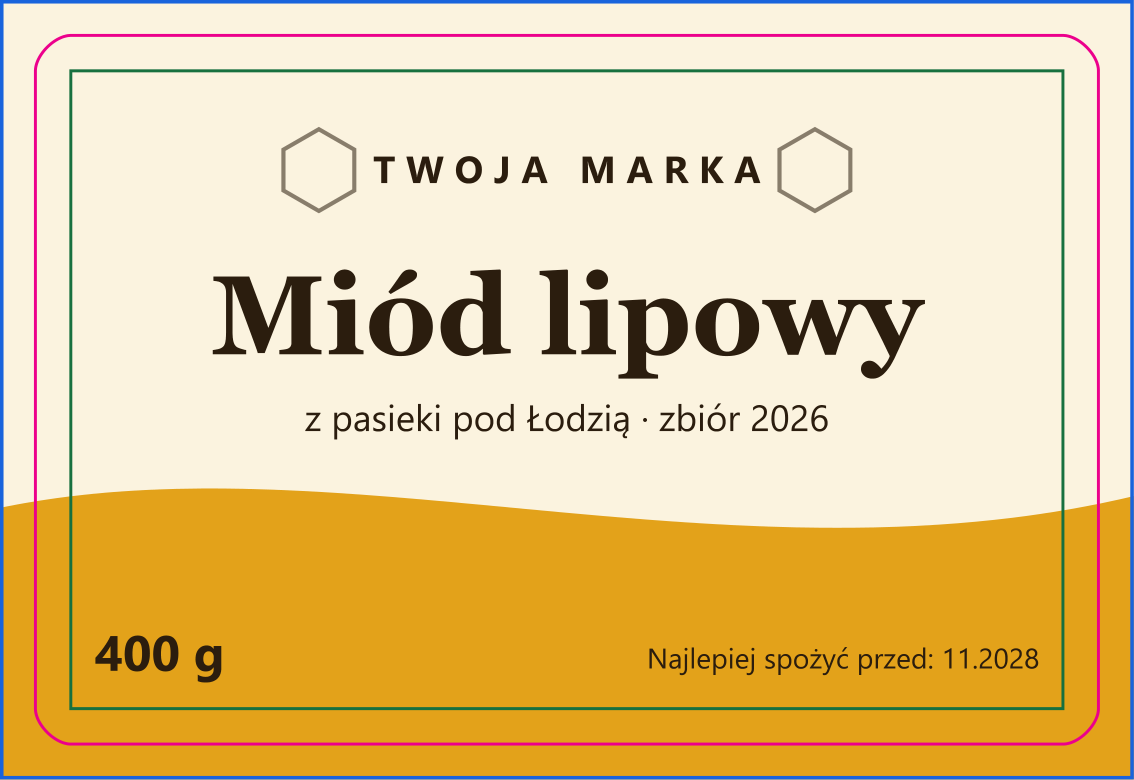 TWOJA MARKA
Miód lipowy
z pasieki pod Łodzią · zbiór 2026
400 g
Najlepiej spożyć przed: 11.2028